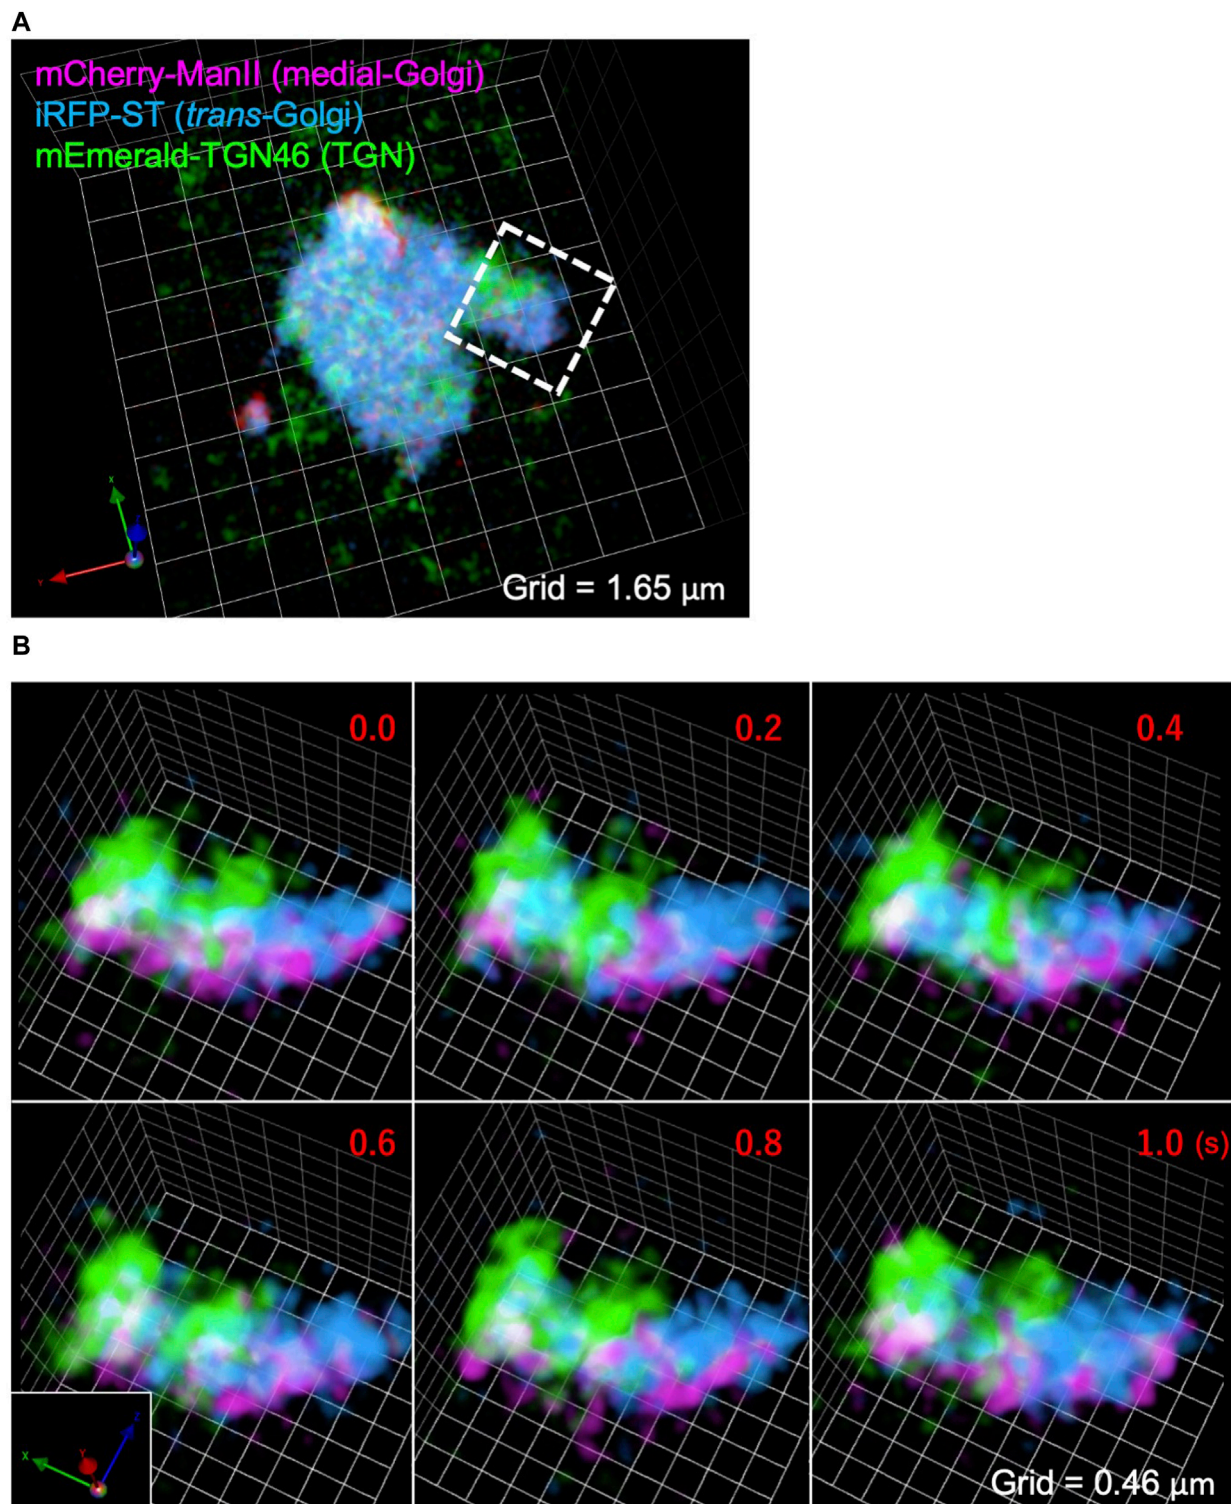 A
mCherry-ManII (medial-Golgi)
iRFP-ST (trans-Golgi)
mEmerald-TGN46 (TGN)
X
Y
Grid = 1.65 µm
B
0.0
0.2
0.4
0.6
0.8
1.0 (s)
X
Y
Z
Grid = 0.46 µm